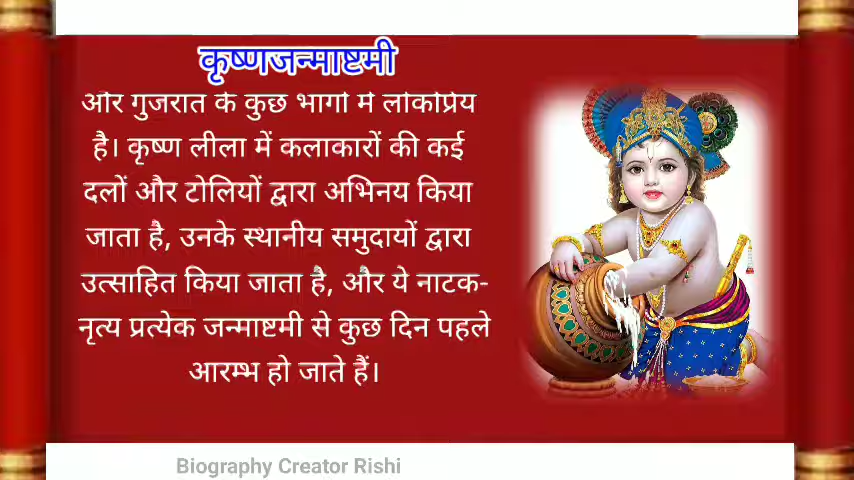 कृष्णजन्माष्टमी
और गुजरात के कुछ भागों में लोकप्रिय
है। कृष्ण लीला में कलाकारों की कई
दलों और टोलियों द्वारा अभिनय किया
जाता है, उनके स्थानीय समुदायों द्वारा
उत्साहित किया जाता है, और ये नाटक-
नृत्य प्रत्येक जन्माष्टमी से कुछ दिन पहले
आरम्भ हो जाते हैं।
Biography Creator Rishi